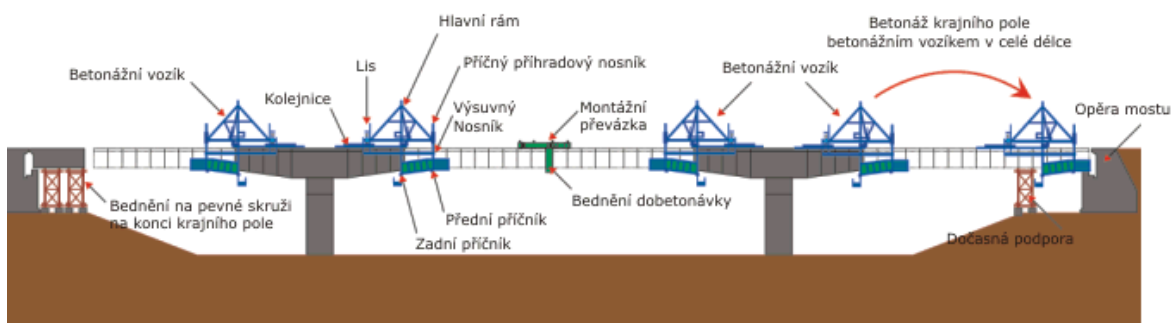 Hlavní rám
Betonáž krajního pole
betonážním vozíkem v celé délce
Betonážní vozík
Lis
Příčný příhradový nosník
Betonážní vozík
Kolejnice
Výsuvný
Nosník
Montážní
převázka
Opěra mostu
Bednění na pevné skruži
na konci krajního pole
Přední příčník
Bednění dobetonávky
Zadní příčník
Dočasná podpora